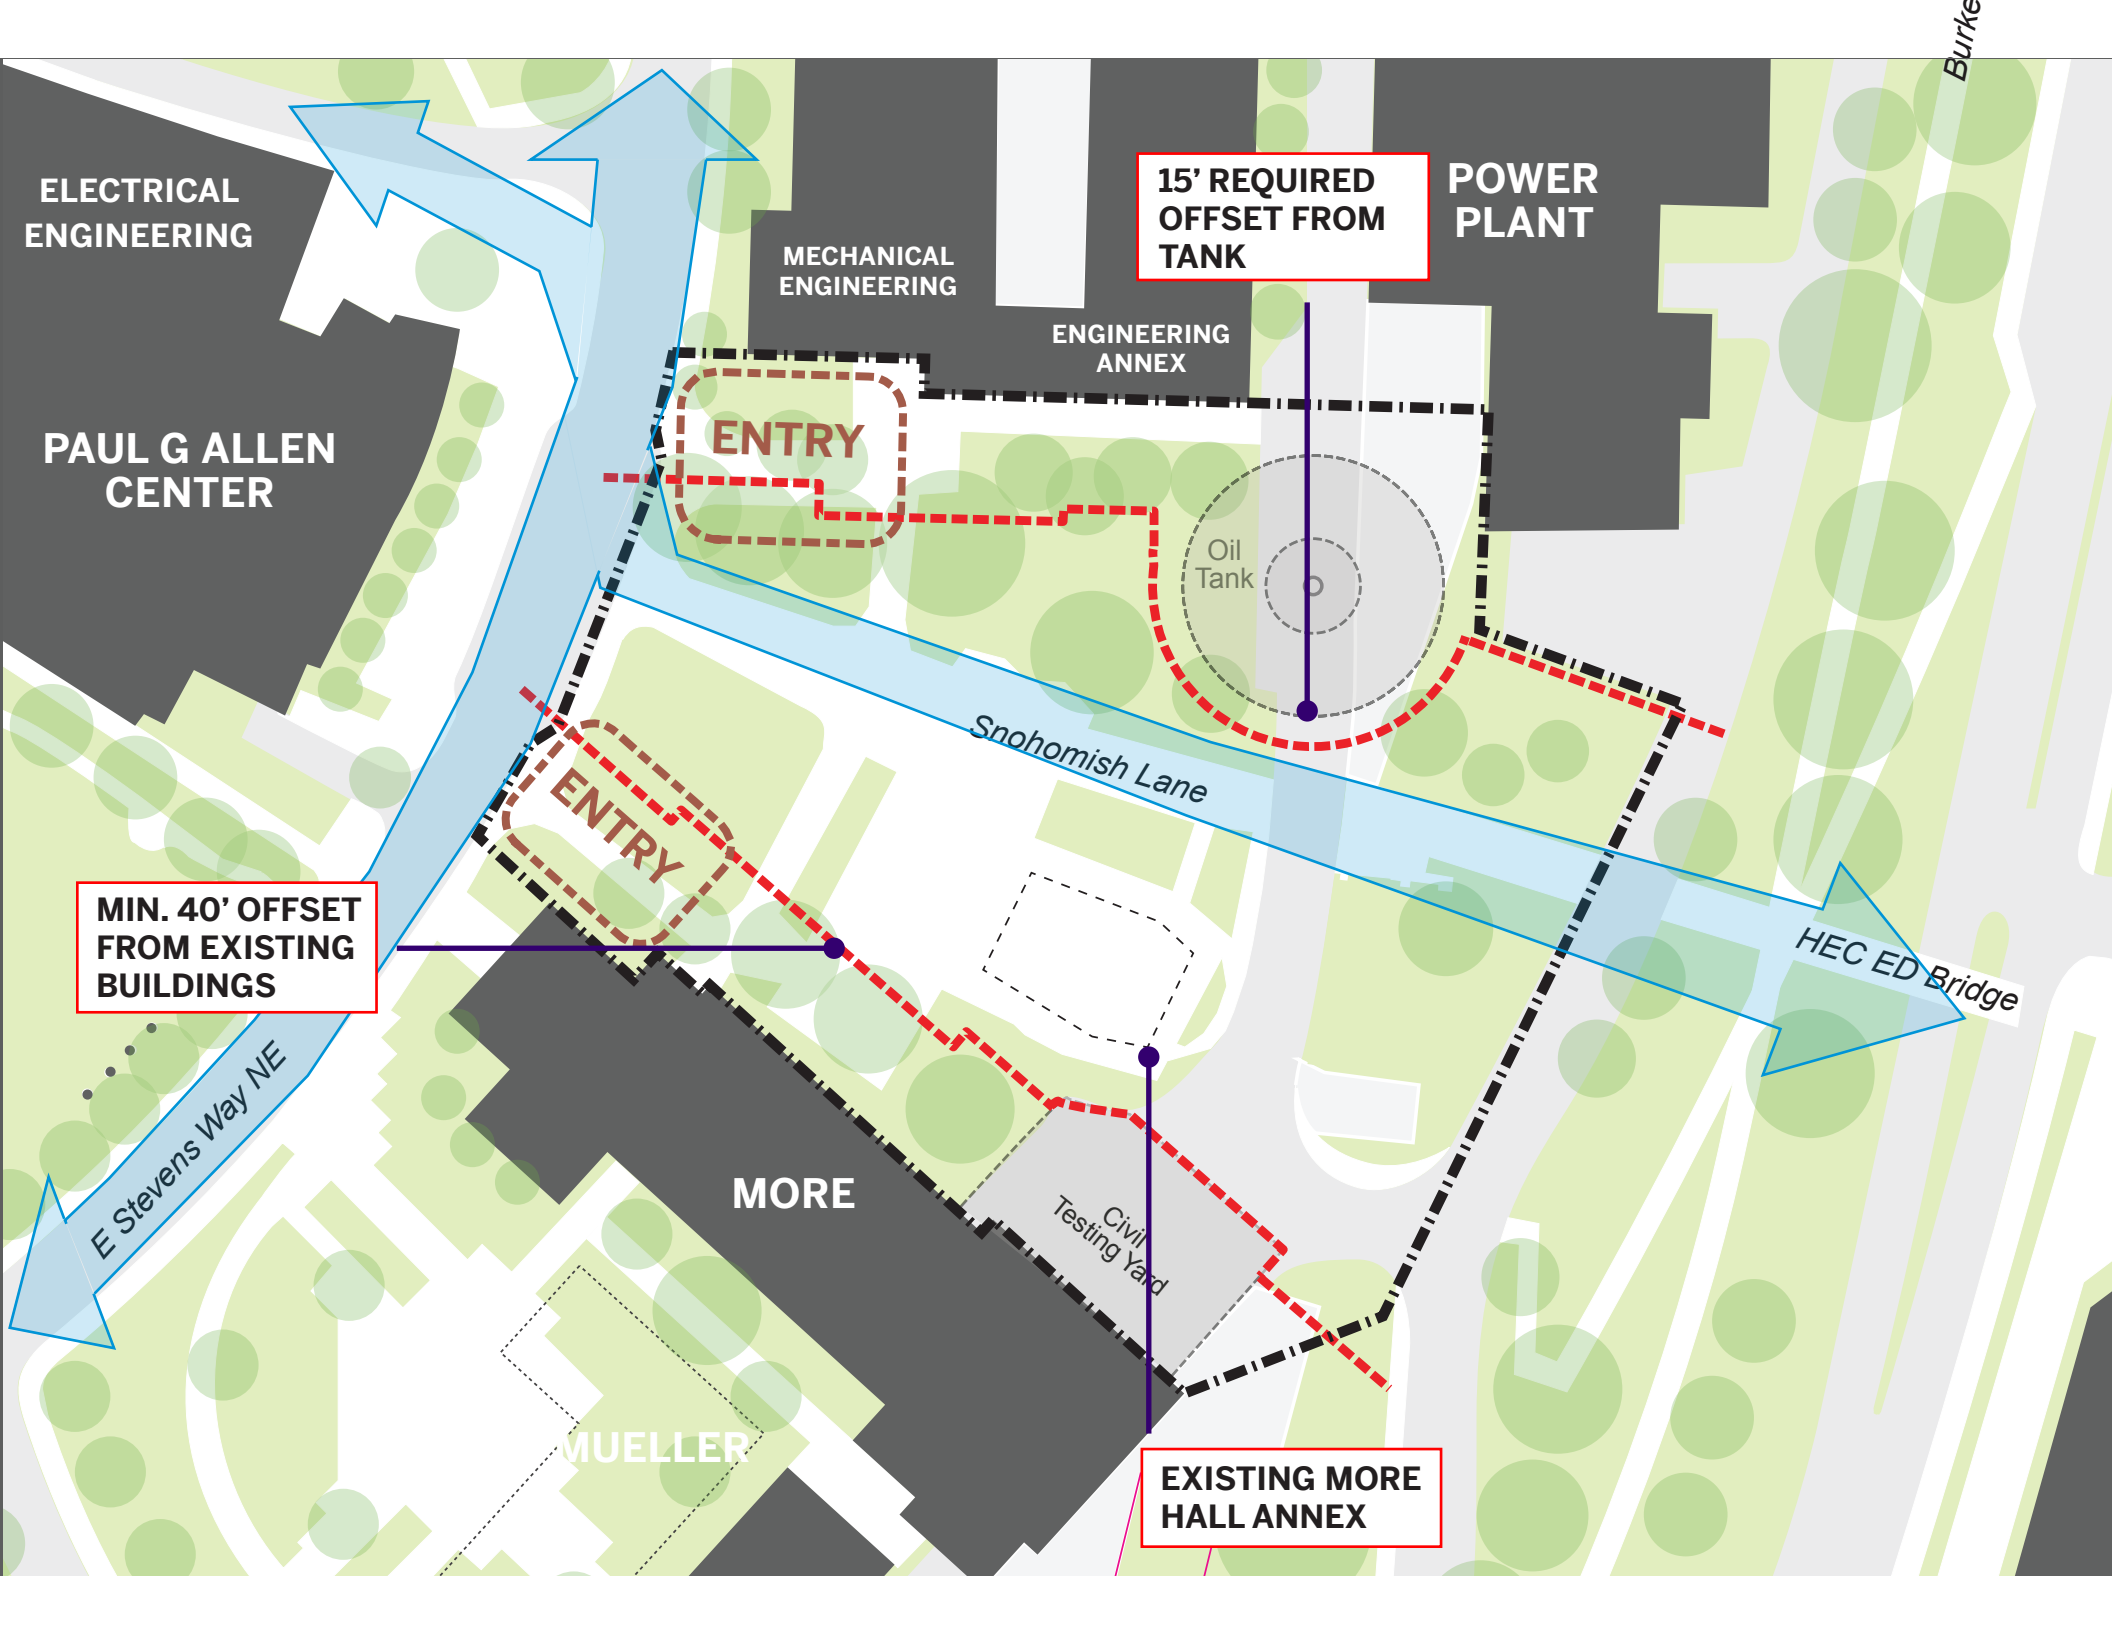 Burke
ELECTRICAL
ENGINEERING
15’ REQUIRED
OFFSET FROM
TANK
POWER
PLANT
MECHANICAL
ENGINEERING
ENGINEERING
ANNEX
PAUL G ALLEN
CENTER
ENTRY
Oil
Tank
Snohomish Lane
ENTRY
MIN. 40’ OFFSET
FROM EXISTING
BUILDINGS
HEC ED Bridge
E Stevens Way NE
MORE
Civil
Testing Yard
MUELLER
EXISTING MORE
HALL ANNEX